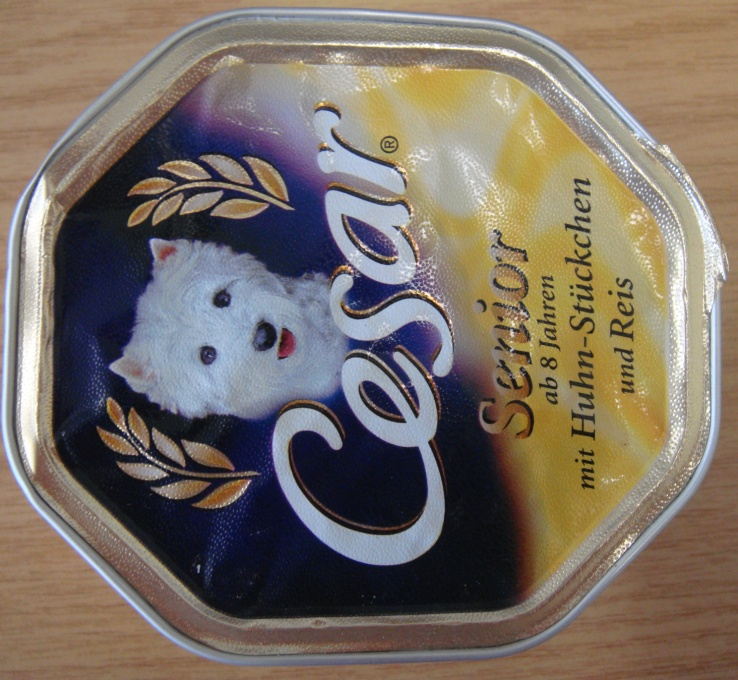 Cesar®
Senior
ab 8 Jahren
mit Huhn-Stückchen
und Reis